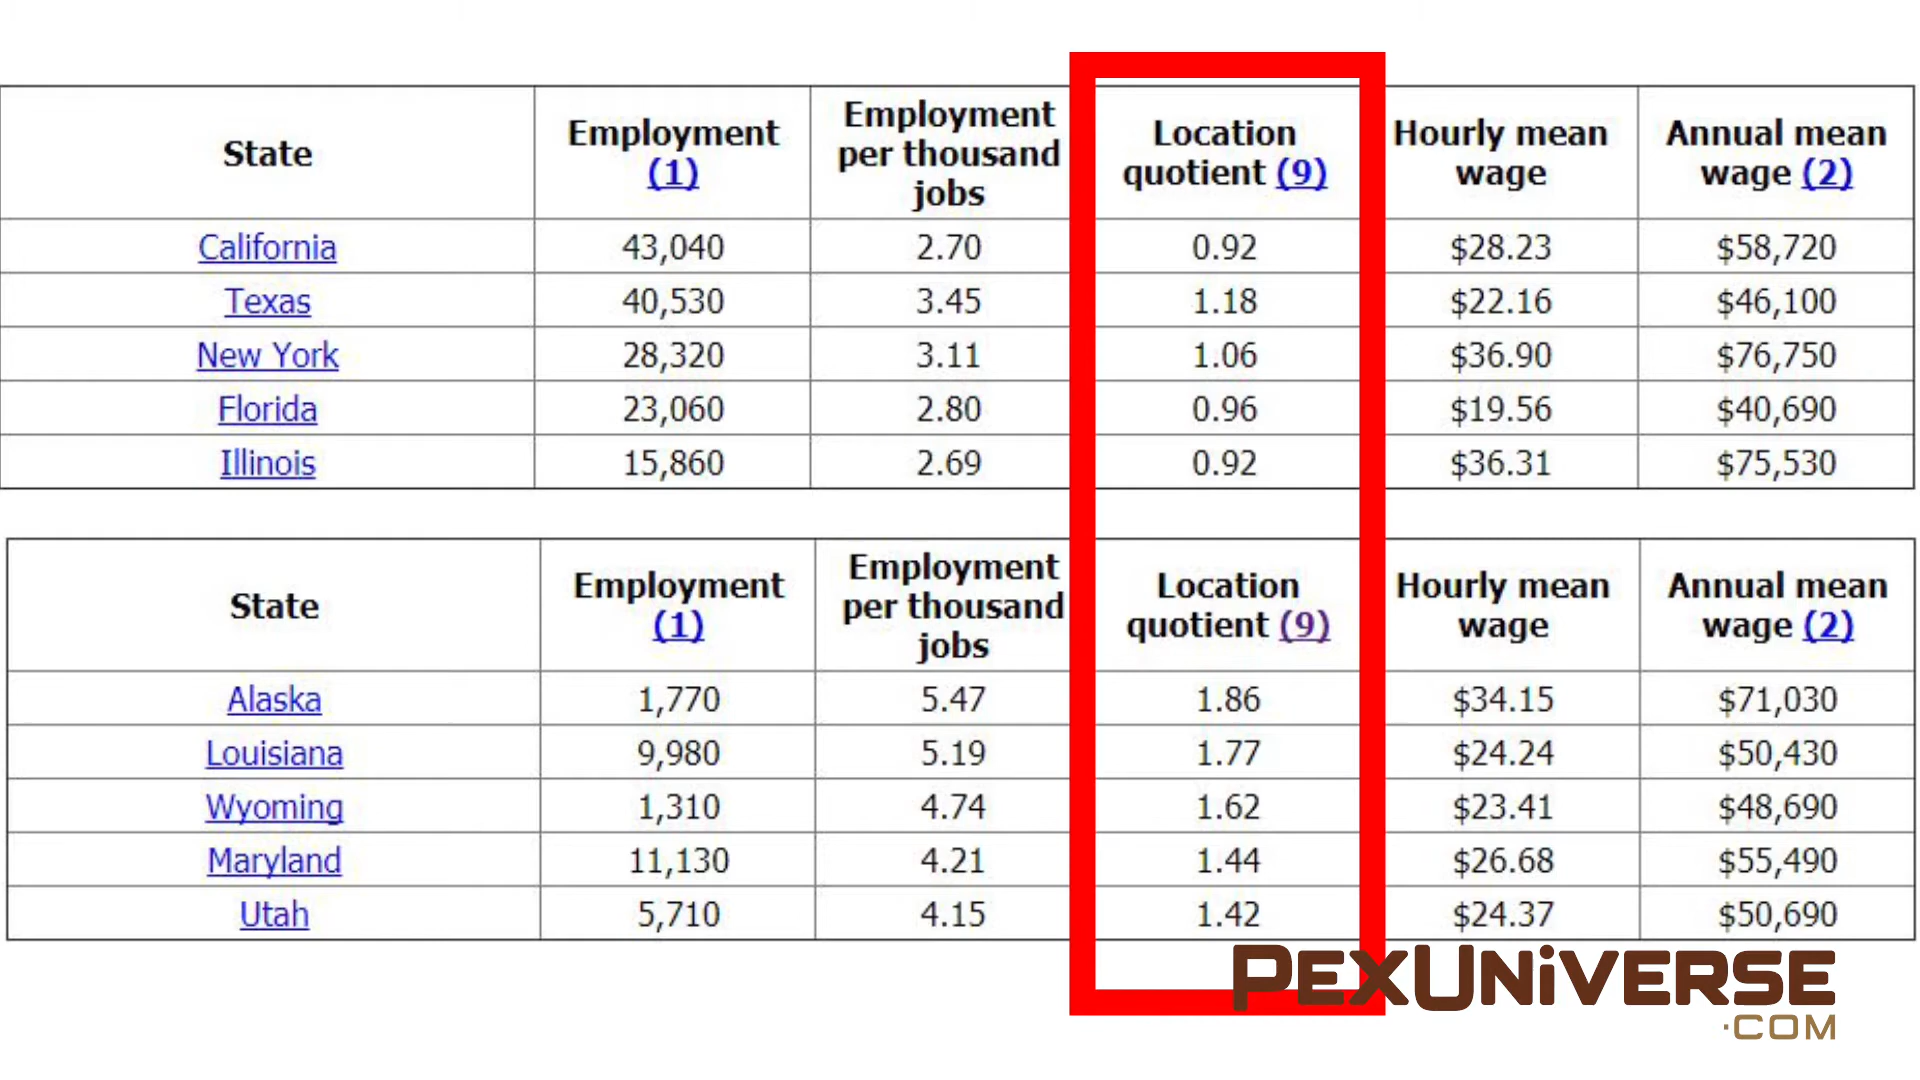 State Employment (1) Employment per thousand jobs Location quotient (9) Hourly mean wage Annual mean wage (2)
California 43,040 2.70 0.92 $28.23 $58,720
Texas 40,530 3.45 1.18 $22.16 $46,100
New York 28,320 3.11 1.06 $36.90 $76,750
Florida 23,060 2.80 0.96 $19.56 $40,690
Illinois 15,860 2.69 0.92 $36.31 $75,530
State Employment (1) Employment per thousand jobs Location quotient (9) Hourly mean wage Annual mean wage (2)
Alaska 1,770 5.47 1.86 $34.15 $71,030
Louisiana 9,980 5.19 1.77 $24.24 $50,430
Wyoming 1,310 4.74 1.62 $23.41 $48,690
Maryland 11,130 4.21 1.44 $26.68 $55,490
Utah 5,710 4.15 1.42 $24.37 $50,690
PEXUNiVERSE
.COM